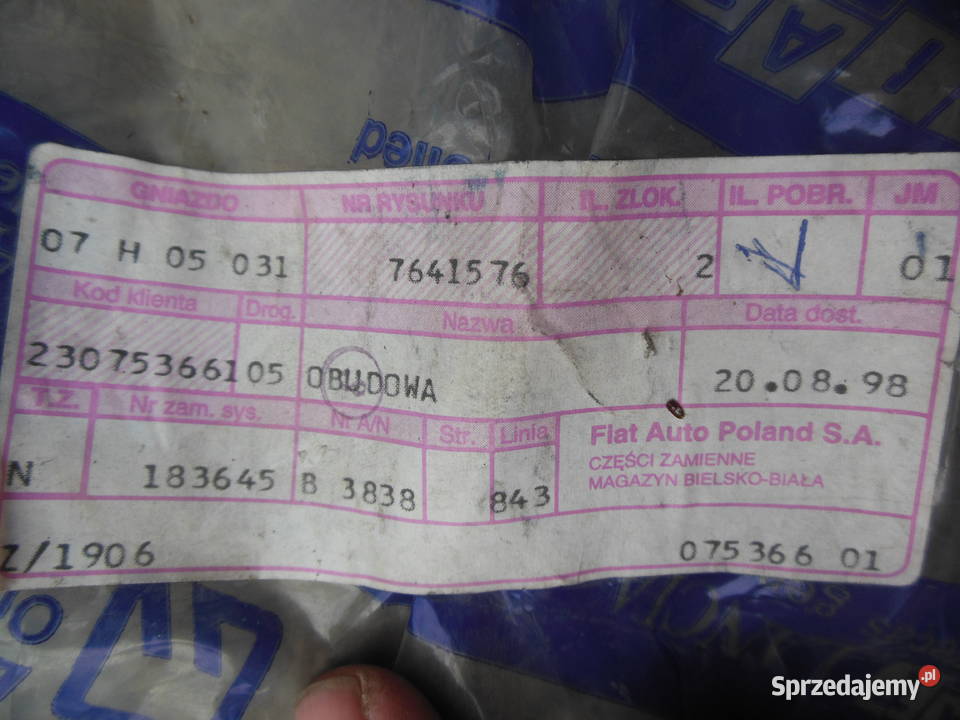 GNIAZDO NR RYSUNKU IL. ZLOK. IL. POBR. JM
07 H 05 031 7641576 2 1 01
Kod klienta Drog. Nazwa Data dost.
23075366105 OBUDOWA 20.08.98
T.Z. Nr zam. sys. Nr A/N Str. Linia
N 183645 B 3838 843
Fiat Auto Poland S.A.
CZĘŚCI ZAMIENNE
MAGAZYN BIELSKO-BIAŁA
Z/1906 075366 01
Sprzedajemy.pl